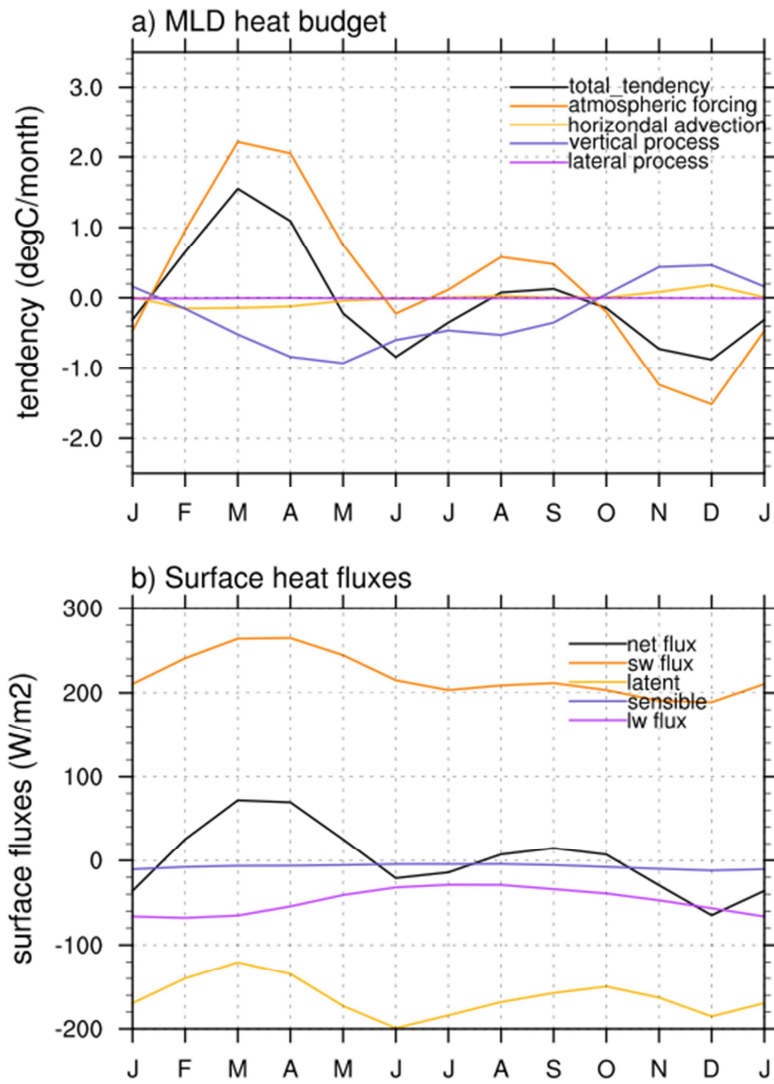 a) MLD heat budget
tendency (degC/month)
3.0
2.0
1.0
0.0
-1.0
-2.0
total_tendency
atmospheric forcing
horizondal advection
vertical process
lateral process
J F M A M J J A S O N D J
b) Surface heat fluxes
surface fluxes (W/m2)
300
200
100
0
-100
-200
net flux
sw flux
latent
sensible
lw flux
J F M A M J J A S O N D J